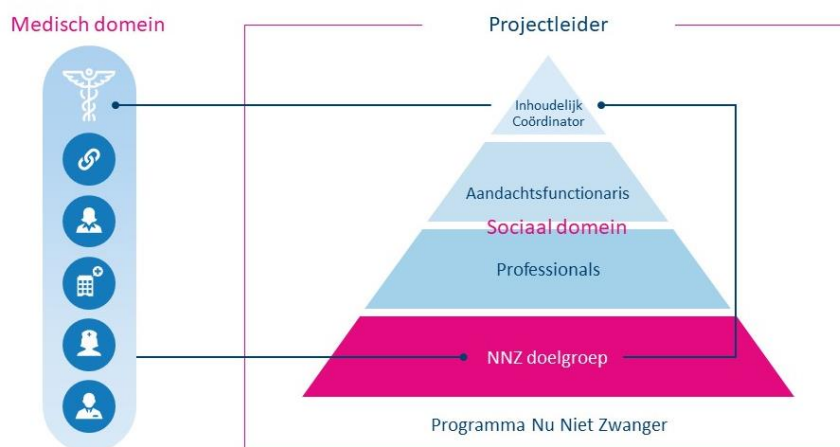 Medisch domein
Projectleider
Inhoudelijk
Coördinator
Aandachtsfunctionaris
Sociaal domein
Professionals
NNZ doelgroep
Programma Nu Niet Zwanger